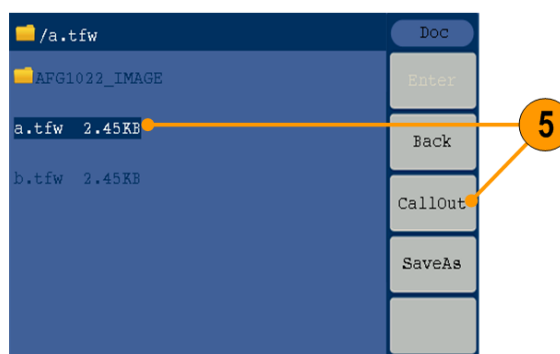 /a.tfw
Doc
AFG1022_IMAGE
Enter
a.tfw 2.45KB
Back
5
b.tfw 2.45KB
CallOut
SaveAs